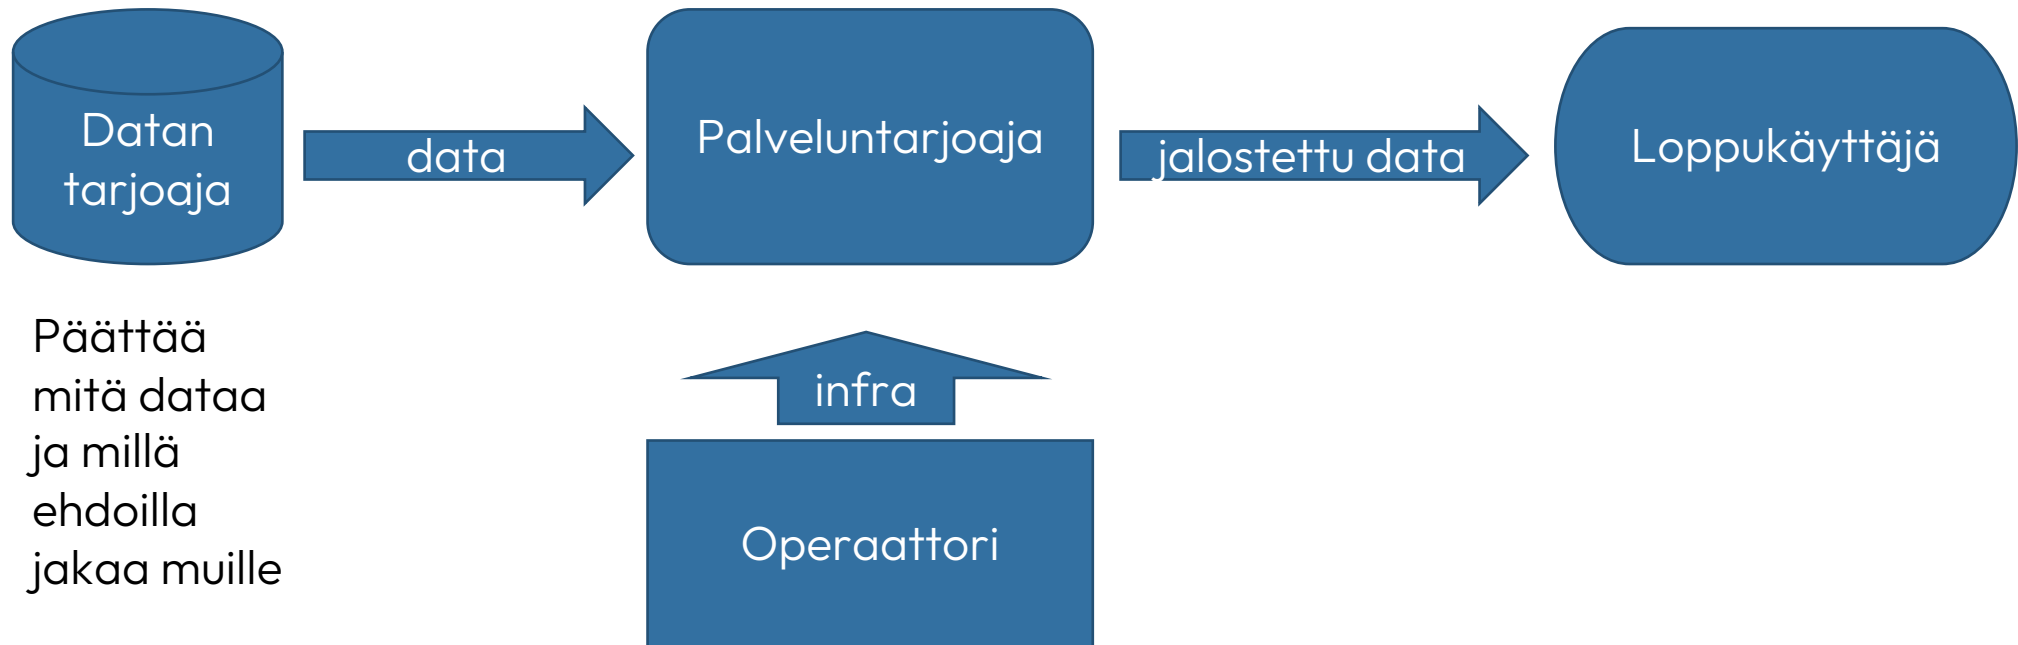 Datan
tarjoaja
data
Palveluntarjoaja
jalostettu data
Loppukäyttäjä
Päättää
mitä dataa
ja millä
ehdoilla
jakaa muille
infra
Operaattori